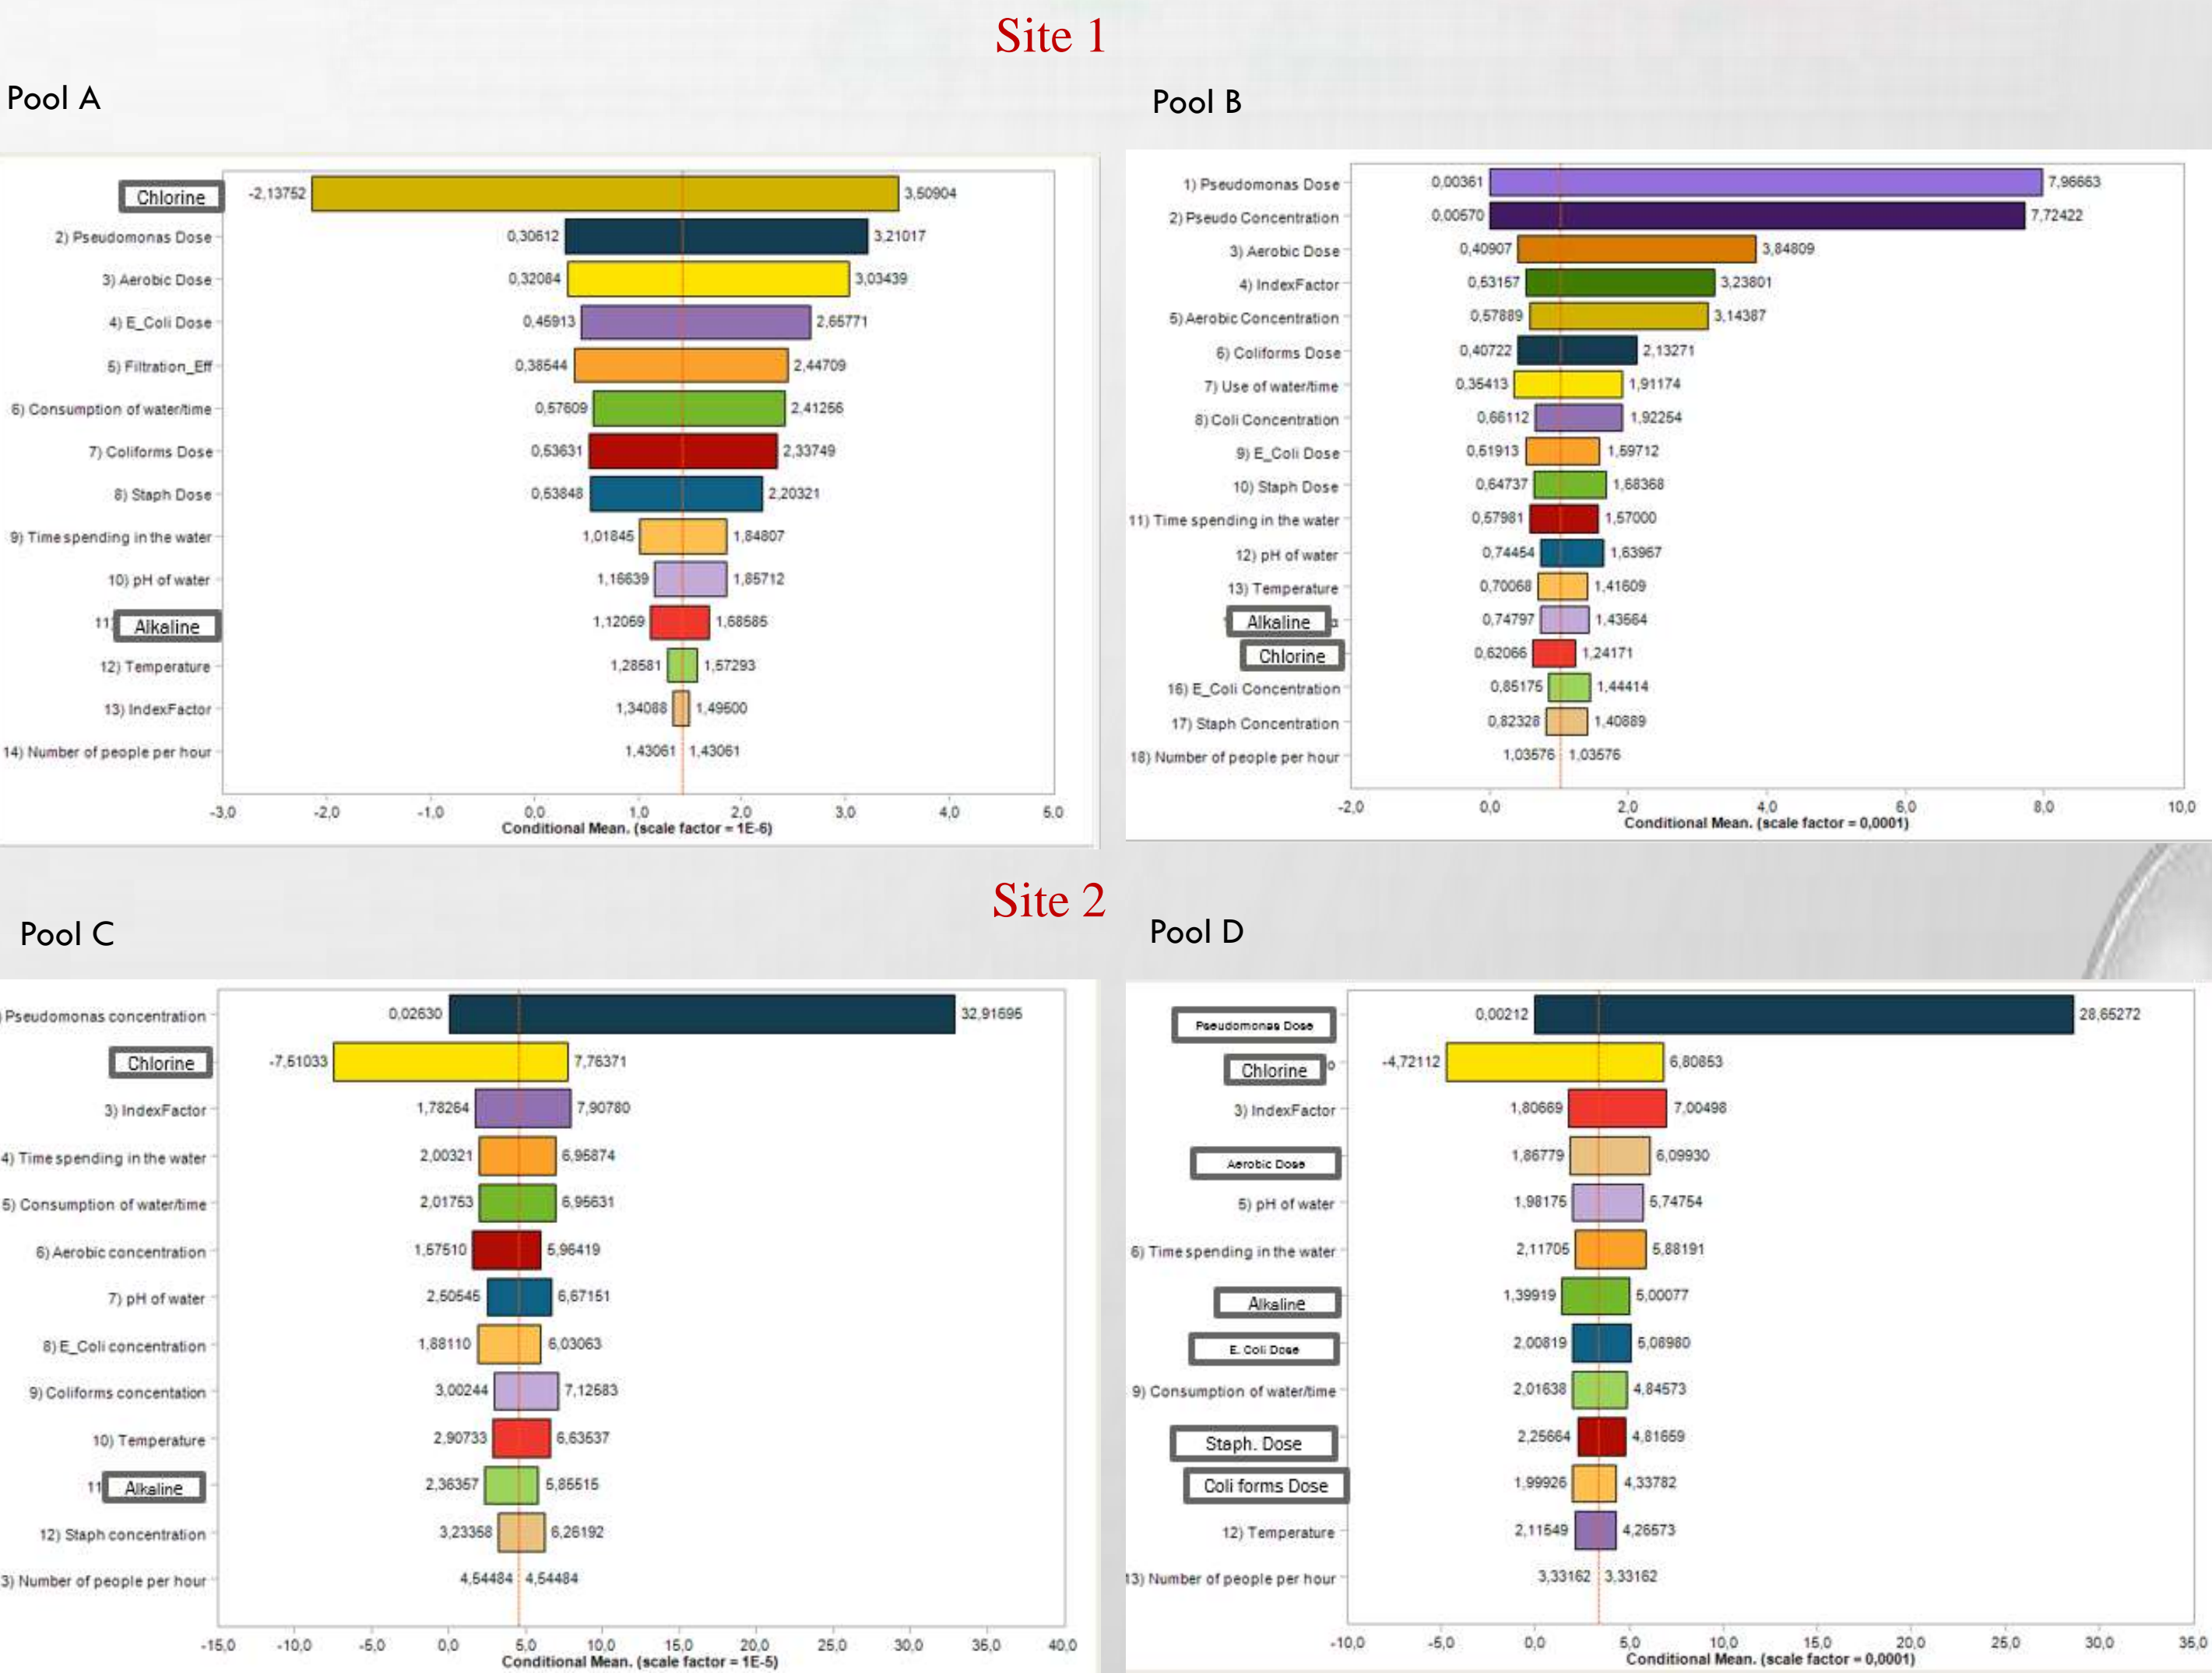 Site 1
Pool A
Chlorine -2,13752 3,50904
2) Pseudomonas Dose 0,30612 3,21017
3) Aerobic Dose 0,32084 3,03439
4) E_Coli Dose 0,45913 2,65771
5) Filtration_Eff 0,38544 2,44709
6) Consumption of water/time 0,57609 2,41256
7) Coliforms Dose 0,53631 2,33749
8) Staph Dose 0,53848 2,20321
9) Time spending in the water 1,01845 1,84807
10) pH of water 1,16639 1,85712
11) Alkaline 1,12059 1,68585
12) Temperature 1,28581 1,57293
13) IndexFactor 1,34088 1,49500
14) Number of people per hour 1,43061 1,43061
-3,0 -2,0 -1,0 0,0 1,0 2,0 3,0 4,0 5,0
Conditional Mean. (scale factor = 1E-6)
Pool B
1) Pseudomonas Dose 0,00361 7,96663
2) Pseudo Concentration 0,00570 7,72422
3) Aerobic Dose 0,40907 3,84809
4) IndexFactor 0,53157 3,23801
5) Aerobic Concentration 0,57889 3,14387
6) Coliforms Dose 0,40722 2,13271
7) Use of water/time 0,35413 1,91174
8) Coli Concentration 0,66112 1,92254
9) E_Coli Dose 0,51913 1,59712
10) Staph Dose 0,64737 1,68368
11) Time spending in the water 0,57981 1,57000
12) pH of water 0,74454 1,63967
13) Temperature 0,70068 1,41609
Alkaline 0,74797 1,43564
Chlorine 0,62066 1,24171
16) E_Coli Concentration 0,85175 1,44414
17) Staph Concentration 0,82328 1,40889
18) Number of people per hour 1,03576 1,03576
-2,0 0,0 2,0 4,0 6,0 8,0 10,0
Conditional Mean. (scale factor = 0,0001)
Site 2
Pool C
) Pseudomonas concentration 0,02630 32,91695
Chlorine -7,51033 7,76371
3) IndexFactor 1,78264 7,90780
4) Time spending in the water 2,00321 6,95874
5) Consumption of water/time 2,01753 6,95631
6) Aerobic concentration 1,57510 5,96419
7) pH of water 2,50545 6,67151
8) E_Coli concentration 1,88110 6,03063
9) Coliforms concentation 3,00244 7,12583
10) Temperature 2,90733 6,63537
11 Alkaline 2,36357 5,85515
12) Staph concentration 3,23358 6,26192
3) Number of people per hour 4,54484 4,54484
-15,0 -10,0 -5,0 0,0 5,0 10,0 15,0 20,0 25,0 30,0 35,0 40,0
Conditional Mean. (scale factor = 1E-5)
Pool D
Pseudomonas Dose 0,00212 28,65272
Chlorine -4,72112 6,80853
3) IndexFactor 1,80669 7,00498
Aerobic Dose 1,86779 6,09930
5) pH of water 1,98175 5,74754
6) Time spending in the water 2,11705 5,88191
Alkaline 1,39919 5,00077
E. Coli Dose 2,00819 5,08980
9) Consumption of water/time 2,01638 4,84573
Staph. Dose 2,25664 4,81659
Coli forms Dose 1,99926 4,33782
12) Temperature 2,11549 4,26573
13) Number of people per hour 3,33162 3,33162
-10,0 -5,0 0,0 5,0 10,0 15,0 20,0 25,0 30,0 35,0
Conditional Mean. (scale factor = 0,0001)